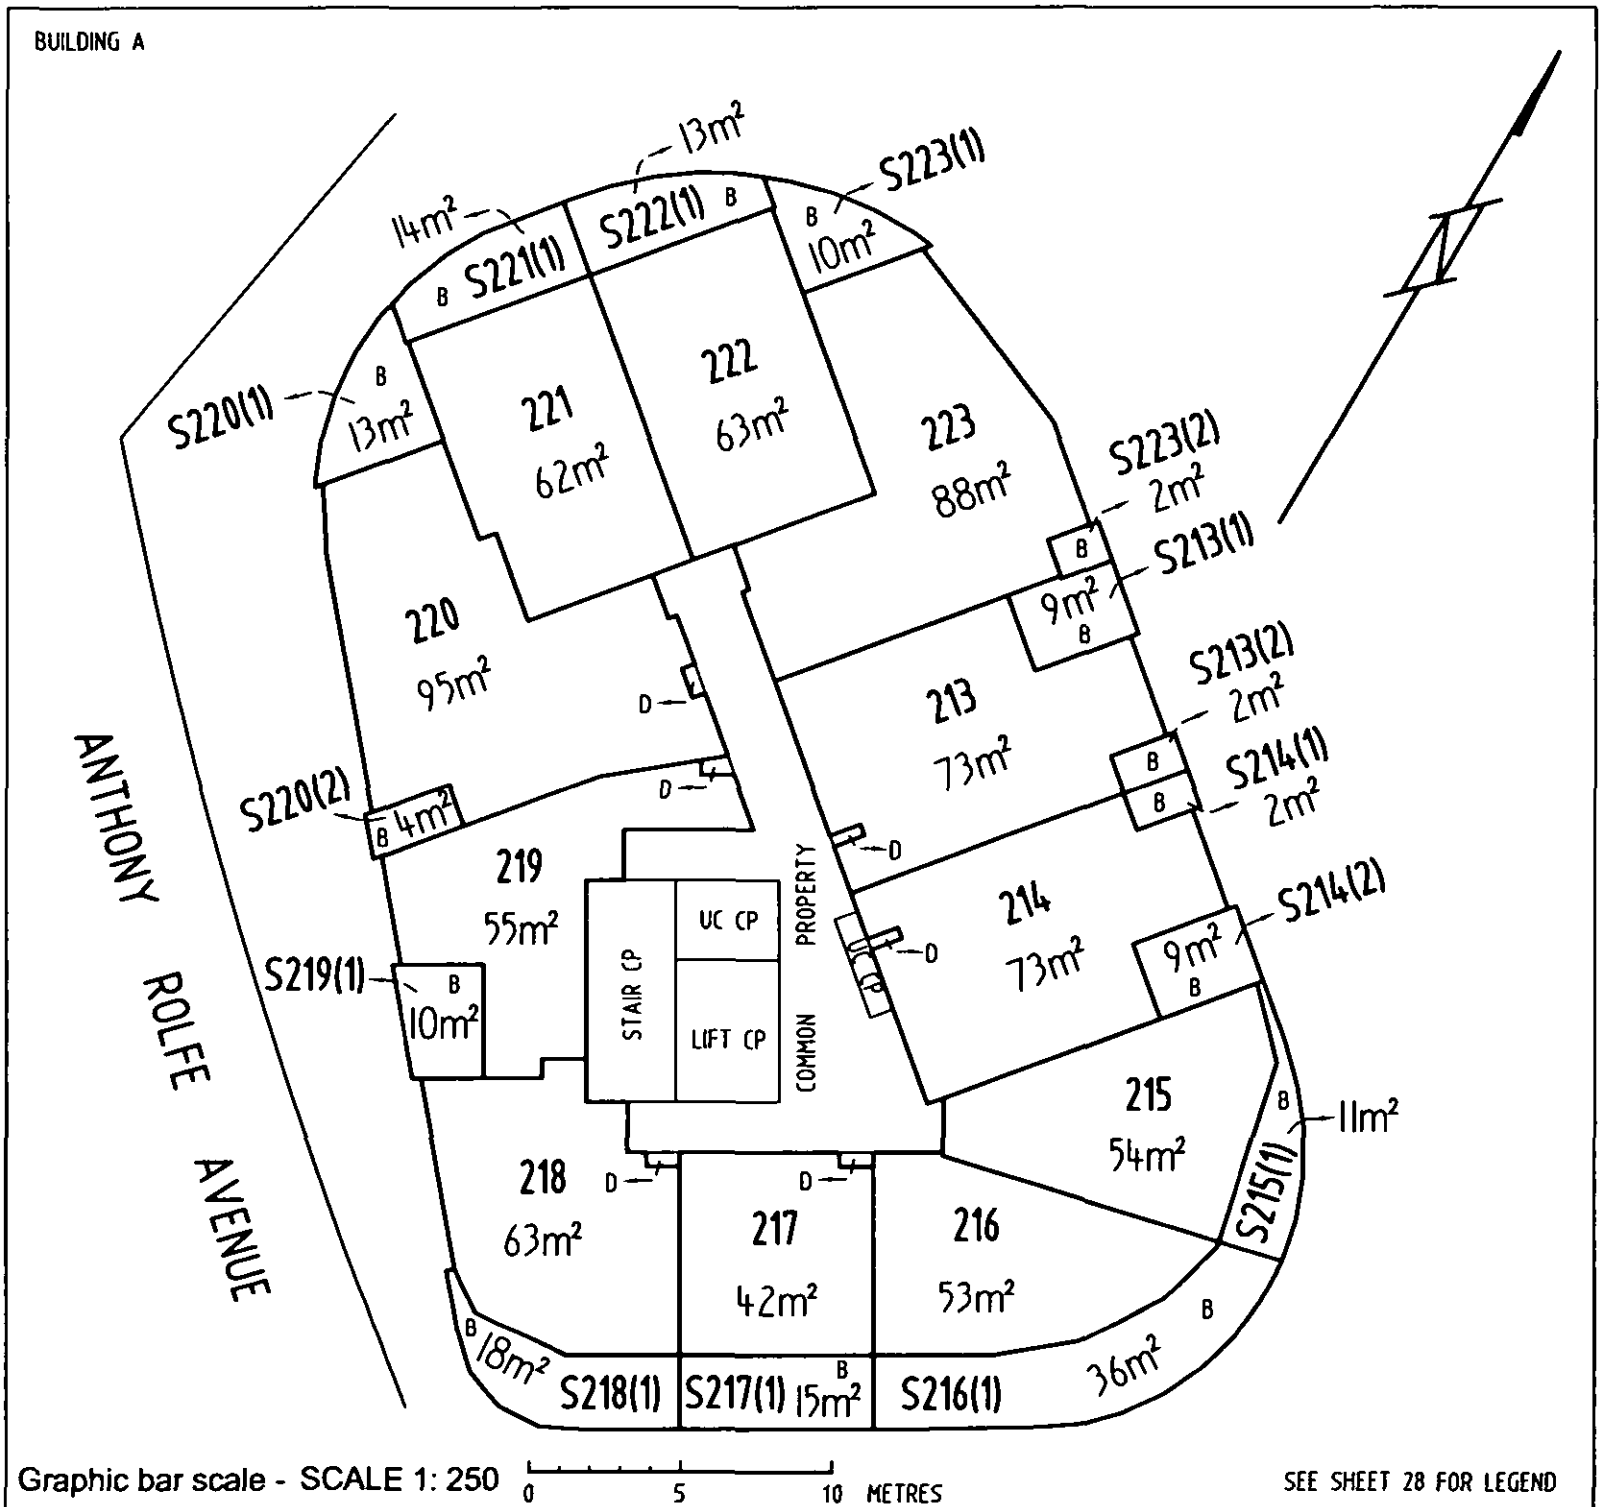 BUILDING A
13m²
S223(1)
14m²
S222(1) B
B
10m²
B S221(1)
S220(1)
B
13m²
221
62m²
222
63m²
223
88m²
S223(2)
2m²
B
S213(1)
9m²
B
220
95m²
D
D
213
73m²
S213(2)
2m²
B
S214(1)
2m²
B
S220(2)
4m²
B
219
55m²
D
214
73m²
D
S214(2)
9m²
B
S219(1)
B
10m²
STAIR CP
UC CP
LIFT CP
COMMON PROPERTY
UC CP
215
54m²
B
11m²
S215(1)
218
63m²
D
217
42m²
D
216
53m²
B
36m²
B
18m²
S218(1)
S217(1)
B
15m²
S216(1)
ANTHONY ROLFE AVENUE
Graphic bar scale - SCALE 1: 250
0 5 10 METRES
SEE SHEET 28 FOR LEGEND